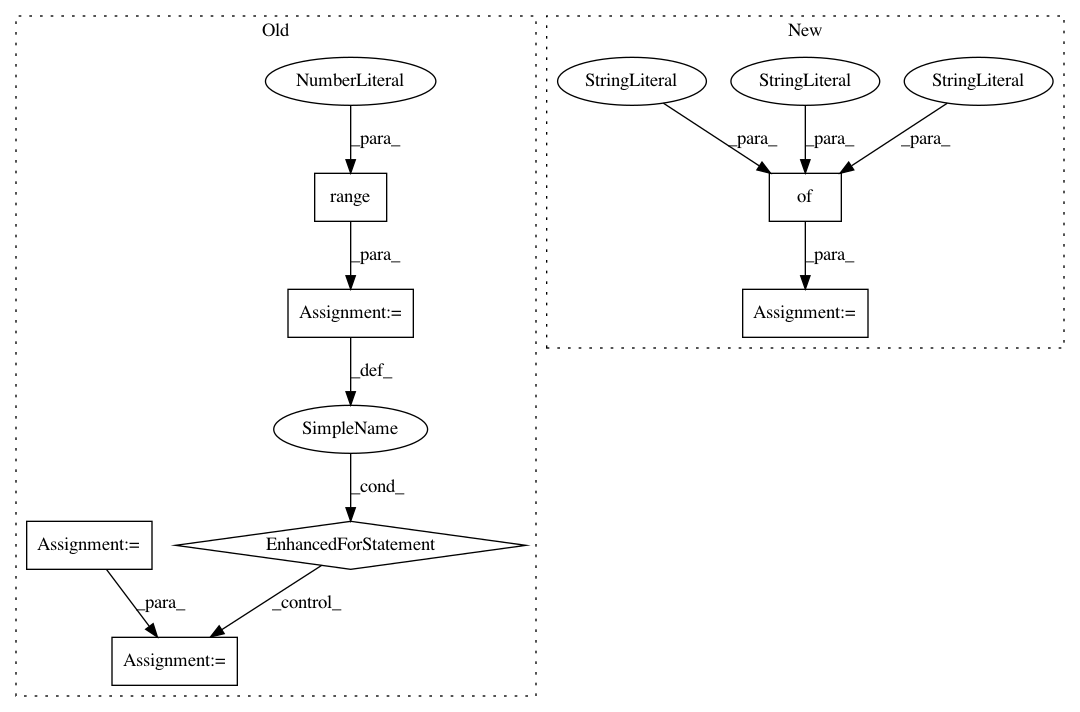 Old
New
NumberLiteral
StringLiteral
StringLiteral
StringLiteral
_para_
_para_
_para_
_para_
range
of
_para_
_para_
Assignment:=
Assignment:=
_def_
SimpleName
_cond_
Assignment:=
EnhancedForStatement
_para_
_control_
Assignment:=